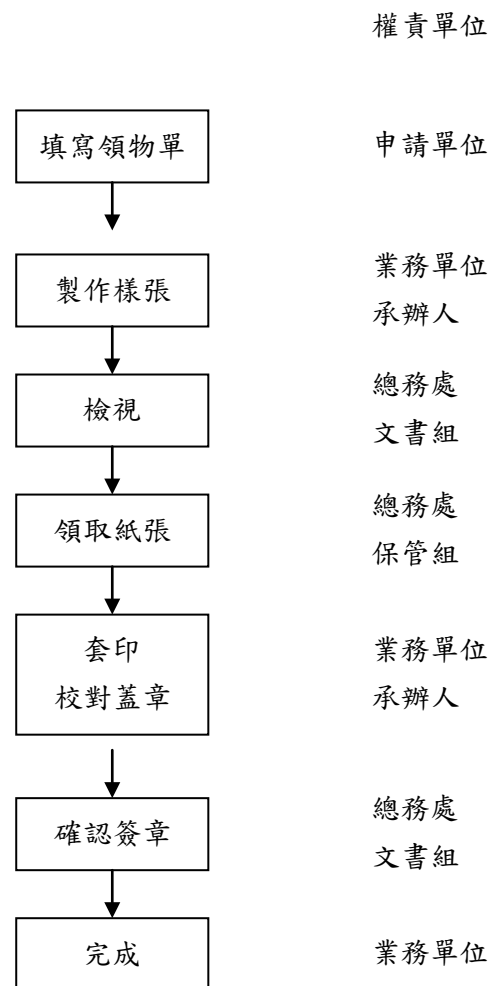 權責單位
填寫領物單
申請單位
製作樣張
業務單位
承辦人
檢視
總務處
文書組
領取紙張
總務處
保管組
套印
校對蓋章
業務單位
承辦人
確認簽章
總務處
文書組
完成
業務單位